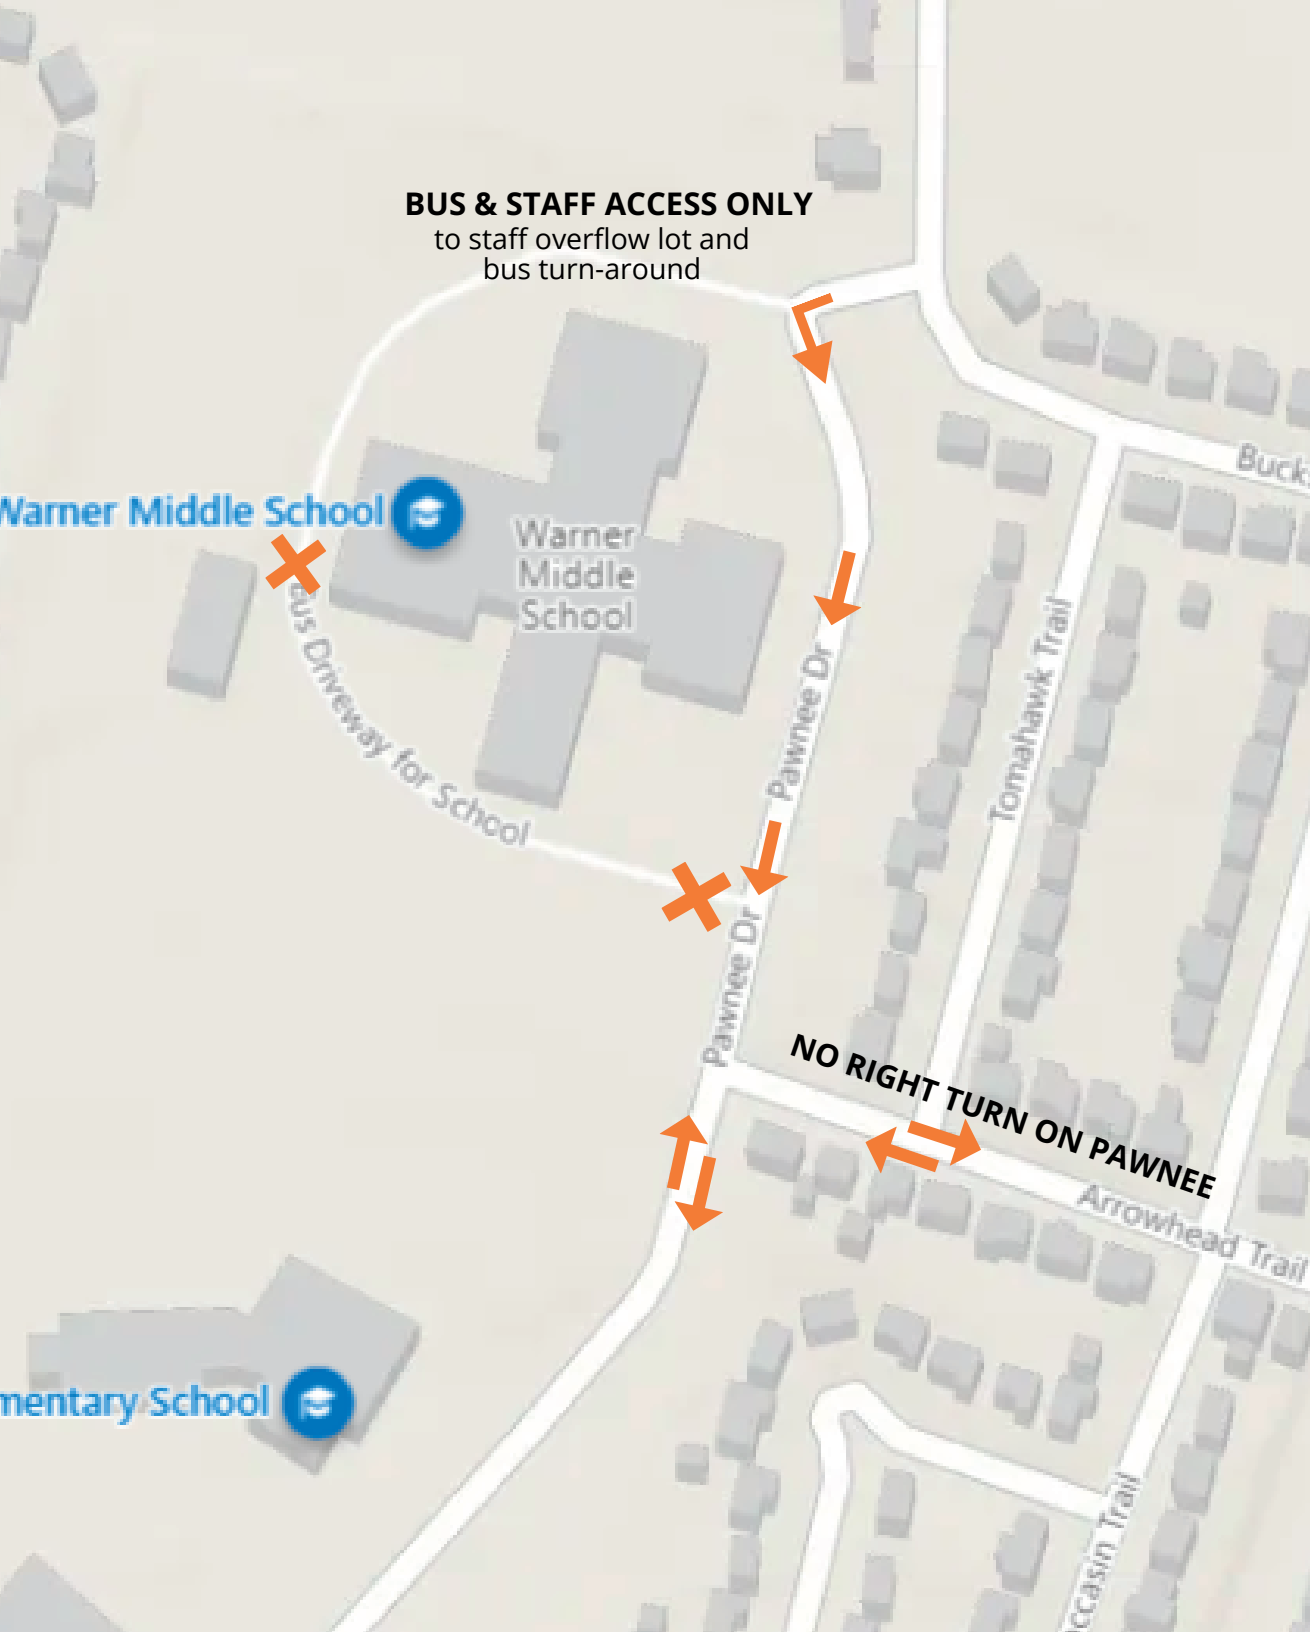 BUS & STAFF ACCESS ONLY
to staff overflow lot and
bus turn-around
Warner Middle School
Warner
Middle
School
Driveway for School
Pawnee Dr
Pawnee Dr
Tomahawk Trail
NO RIGHT TURN ON PAWNEE
Arrowhead Trail
School
Trail